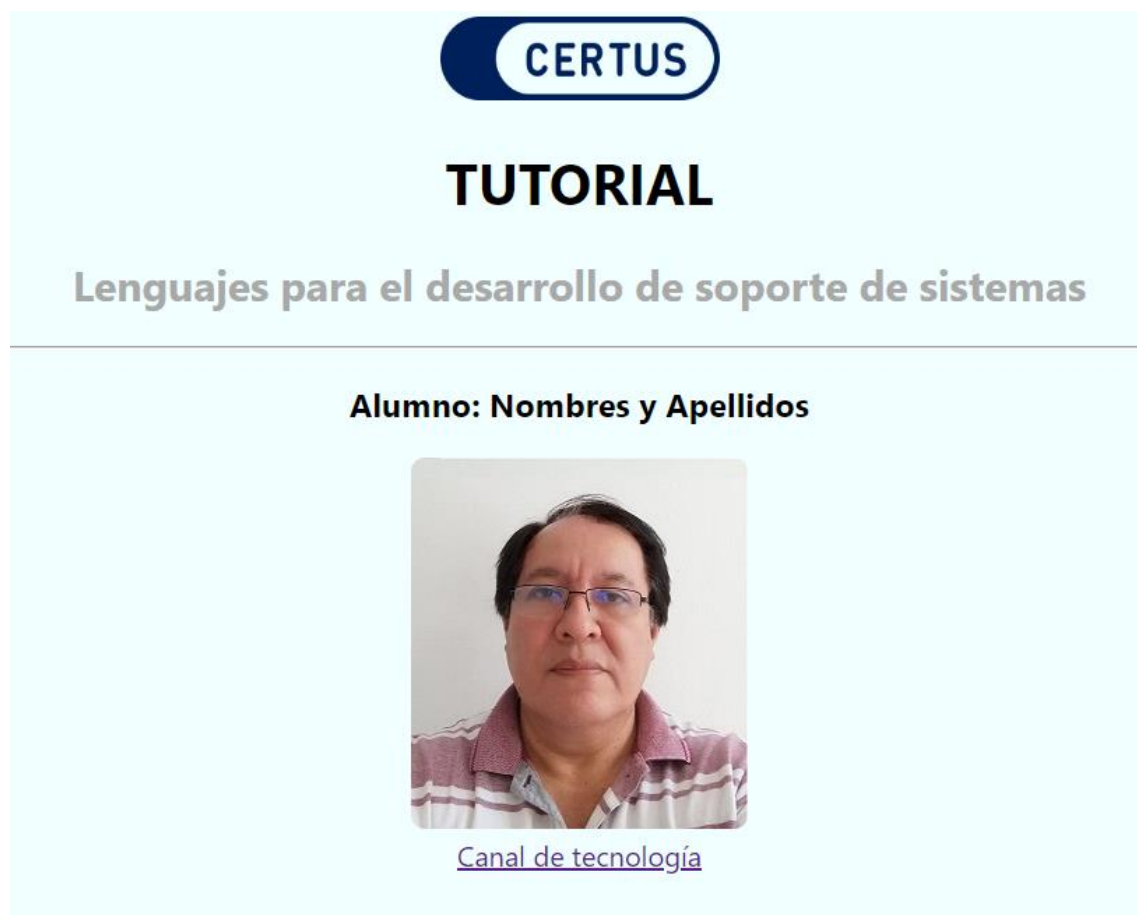 CERTUS
TUTORIAL
Lenguajes para el desarrollo de soporte de sistemas
Alumno: Nombres y Apellidos
Canal de tecnología